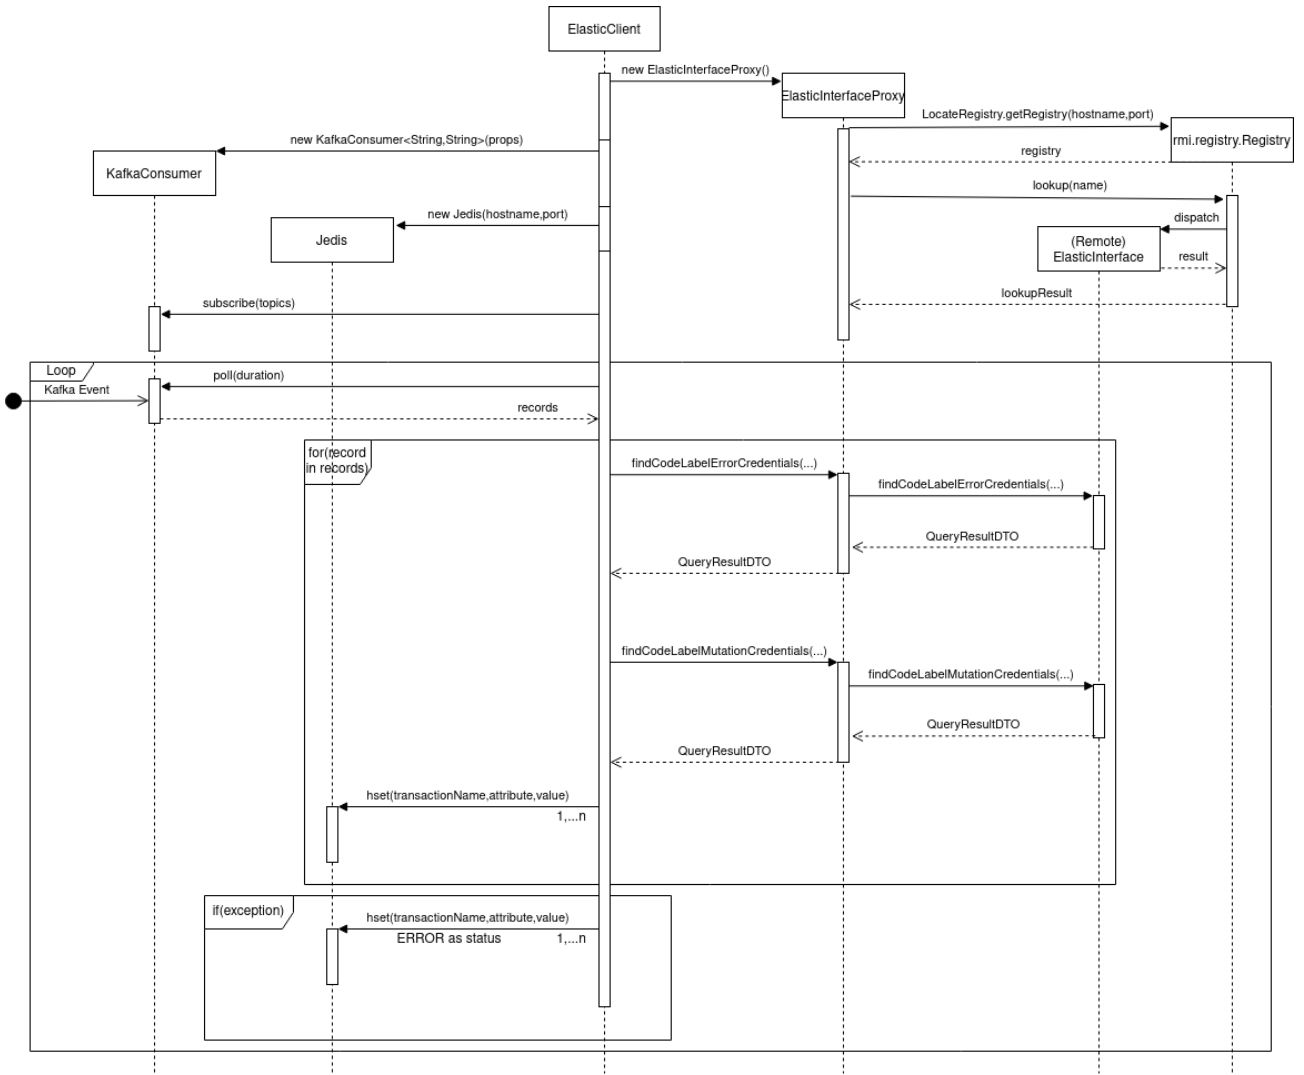 ElasticClient
new ElasticInterfaceProxy()
ElasticInterfaceProxy
LocateRegistry.getRegistry(hostname,port)
rmi.registry.Registry
new KafkaConsumer<String,String>(props)
registry
KafkaConsumer
lookup(name)
new Jedis(hostname,port)
dispatch
Jedis
(Remote)
ElasticInterface
result
lookupResult
subscribe(topics)
Loop
poll(duration)
Kafka Event
records
for(record
in records)
findCodeLabelErrorCredentials(...)
findCodeLabelErrorCredentials(...)
QueryResultDTO
QueryResultDTO
findCodeLabelMutationCredentials(...)
findCodeLabelMutationCredentials(...)
QueryResultDTO
QueryResultDTO
hset(transactionName,attribute,value)
1,...n
if(exception)
hset(transactionName,attribute,value)
ERROR as status
1,...n